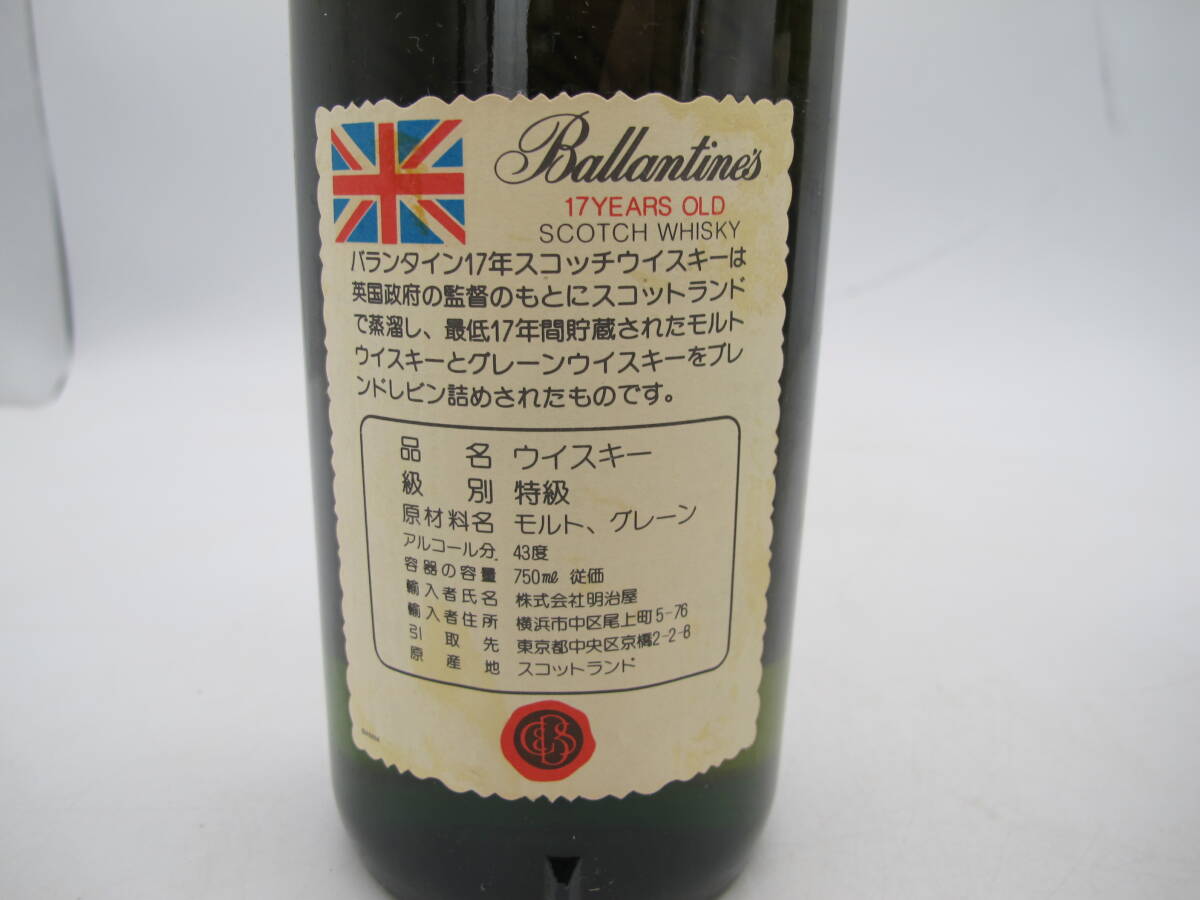 Ballantine's
17 YEARS OLD
SCOTCH WHISKY
バランタイン17年スコッチウイスキーは
英国政府の監督のもとにスコットランド
で蒸溜し、最低17年間貯蔵されたモルト
ウイスキーとグレーンウイスキーをブレ
ンドしビン詰めされたものです。
品名 ウイスキー
級別 特級
原材料名 モルト、グレーン
アルコール分 43度
容器の容量 750㎖ 従価
輸入者氏名 株式会社明治屋
輸入者住所 横浜市中区尾上町5-76
引取先 東京都中央区京橋2-2-8
原産地 スコットランド